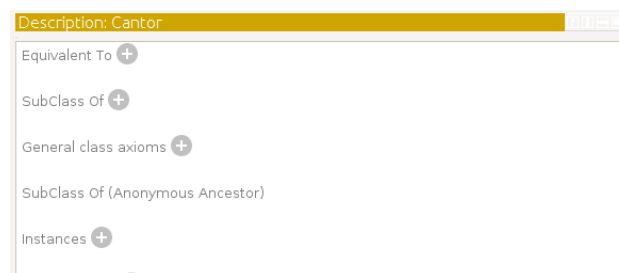 Description: Cantor
Equivalent To
SubClass Of
General class axioms
SubClass Of (Anonymous Ancestor)
Instances